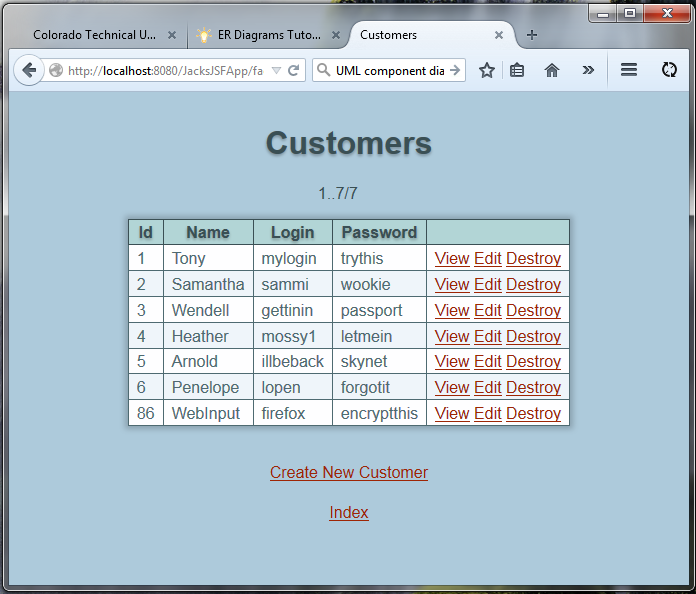 Colorado Technical U... ER Diagrams Tuto... Customers
http://localhost:8080/JacksJSFApp/fa UML component dia
Customers
1..7/7
Id Name Login Password
1 Tony mylogin trythis View Edit Destroy
2 Samantha sammi wookie View Edit Destroy
3 Wendell gettinin passport View Edit Destroy
4 Heather mossy1 letmein View Edit Destroy
5 Arnold illbeback skynet View Edit Destroy
6 Penelope lopen forgotit View Edit Destroy
86 WebInput firefox encryptthis View Edit Destroy
Create New Customer
Index